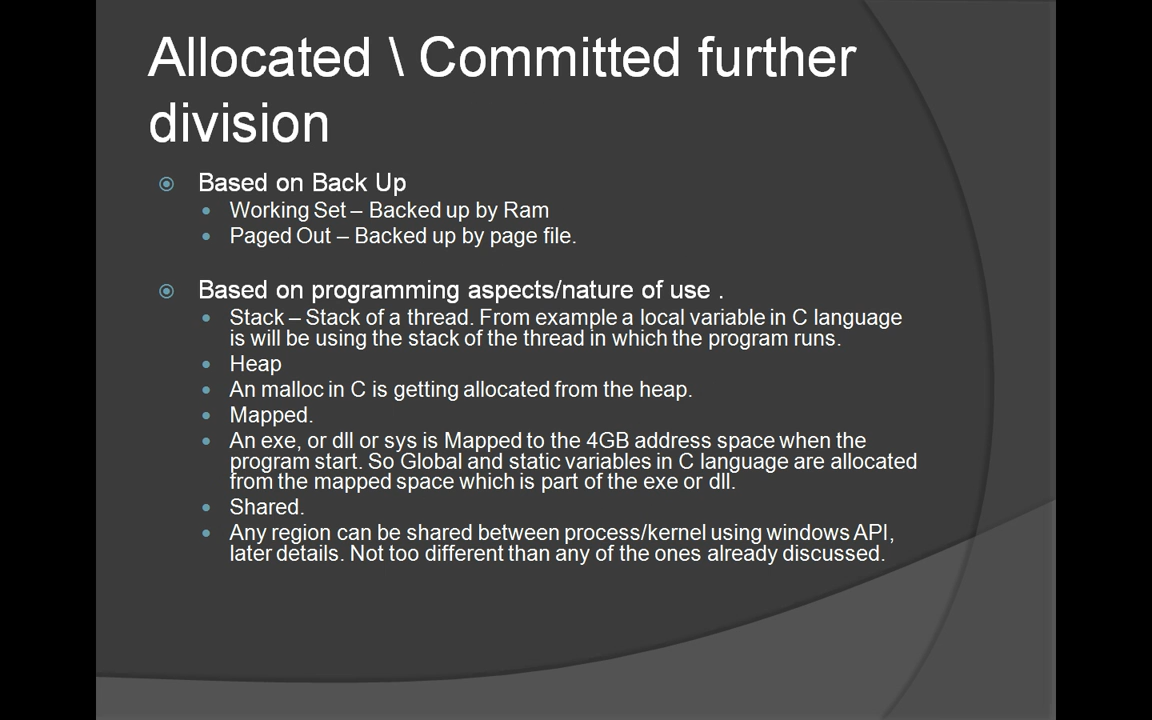 Allocated \ Committed further
division
Based on Back Up
Working Set – Backed up by Ram
Paged Out – Backed up by page file.
Based on programming aspects/nature of use .
Stack – Stack of a thread. From example a local variable in C language
is will be using the stack of the thread in which the program runs.
Heap
An malloc in C is getting allocated from the heap.
Mapped.
An exe, or dll or sys is Mapped to the 4GB address space when the
program start. So Global and static variables in C language are allocated
from the mapped space which is part of the exe or dll.
Shared.
Any region can be shared between process/kernel using windows API,
later details. Not too different than any of the ones already discussed.